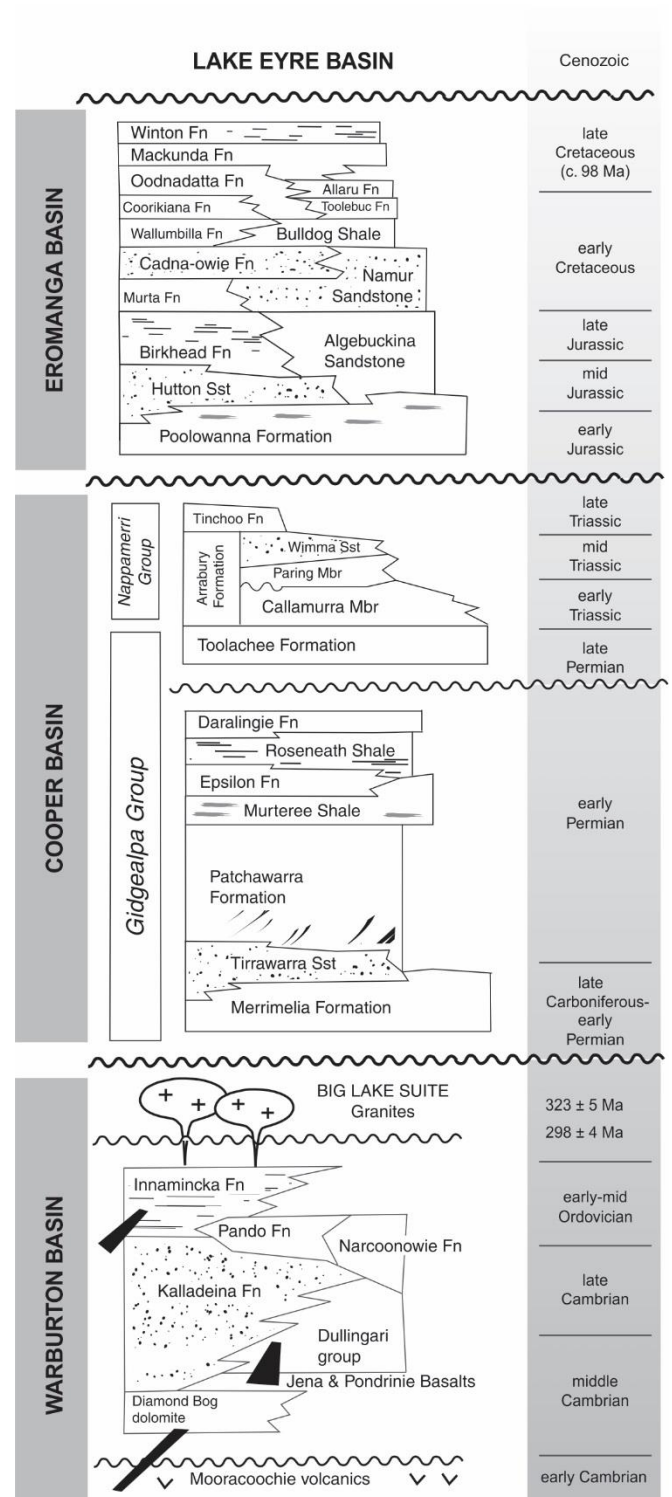 LAKE EYRE BASIN
Cenozoic
EROMANGA BASIN
Winton Fn
Mackunda Fn
Oodnadatta Fn
Allaru Fn
Coorikiana Fn
Toolebuc Fn
Wallumbilla Fn
Bulldog Shale
Cadna-owie Fn
Namur
Sandstone
Murta Fn
Birkhead Fn
Algebuckina
Sandstone
Hutton Sst
Poolowanna Formation
late
Cretaceous
(c. 98 Ma)
early
Cretaceous
late
Jurassic
mid
Jurassic
early
Jurassic
COOPER BASIN
Nappamerri
Group
Tinchoo Fn
Arrabury
Formation
Wimma Sst
Paring Mbr
Callamurra Mbr
Gidgealpa Group
Toolachee Formation
Daralingie Fn
Roseneath Shale
Epsilon Fn
Murteree Shale
Patchawarra
Formation
Tirrawarra Sst
Merrimelia Formation
late
Triassic
mid
Triassic
early
Triassic
late
Permian
early
Permian
late
Carboniferous-
early
Permian
WARBURTON BASIN
BIG LAKE SUITE
Granites
Innamincka Fn
Pando Fn
Narcoonowie Fn
Kalladeina Fn
Dullingari
group
Jena & Pondrinie Basalts
Diamond Bog
dolomite
Mooracoochie volcanics
323 ± 5 Ma
298 ± 4 Ma
early-mid
Ordovician
late
Cambrian
middle
Cambrian
early Cambrian